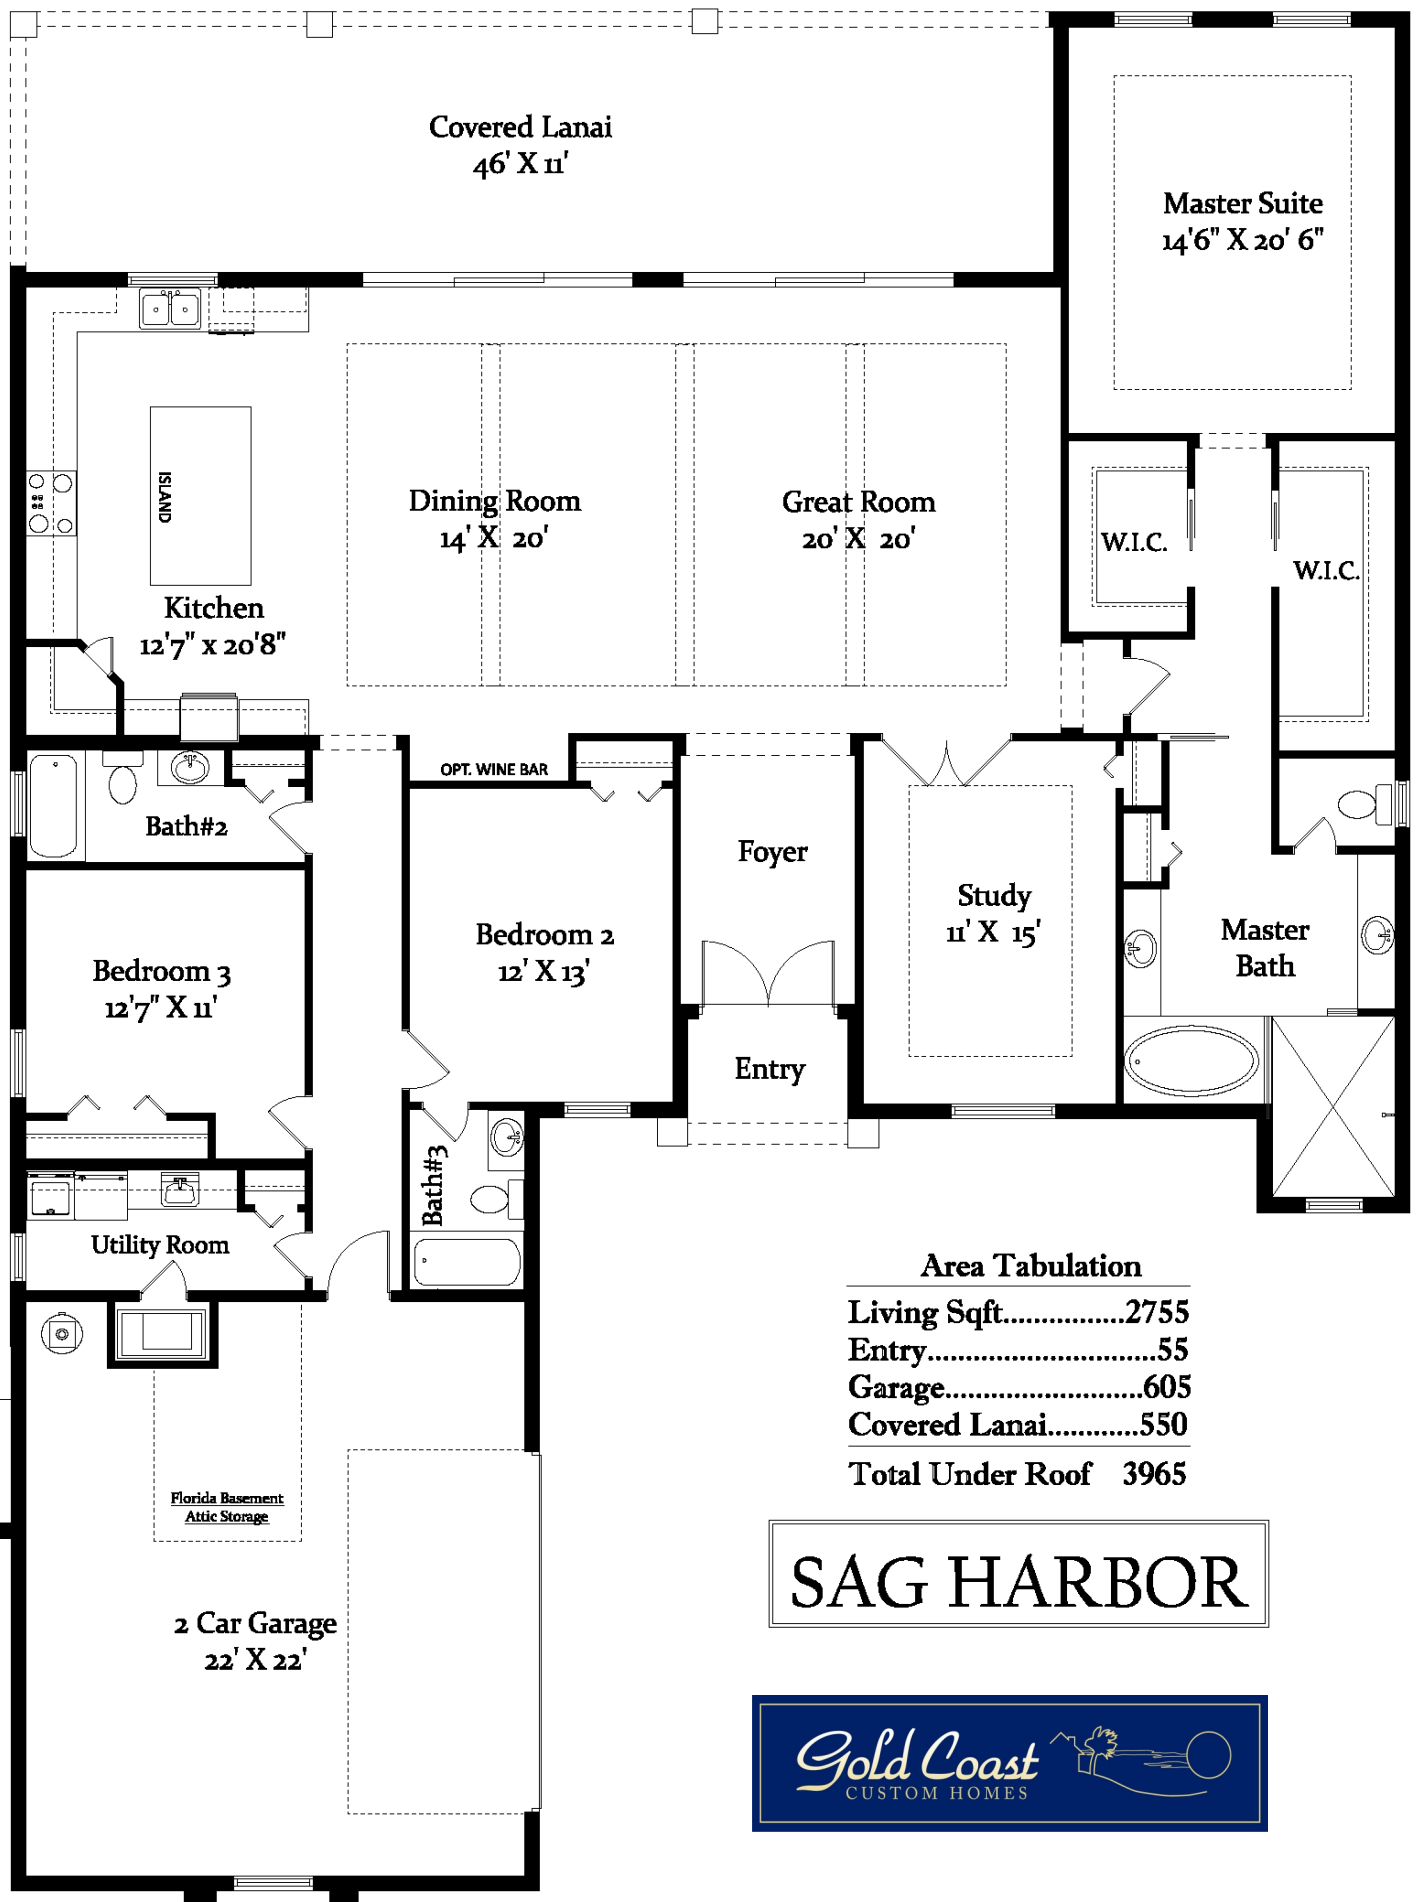 Covered Lanai
46' X 11'
Master Suite
14'6" X 20' 6"
ISLAND
Dining Room
14' X 20'
Great Room
20' X 20'
W.I.C.
W.I.C.
Kitchen
12'7" x 20'8"
OPT. WINE BAR
Bath#2
Foyer
Study
11' X 15'
Bedroom 2
12' X 13'
Master
Bath
Bedroom 3
12'7" X 11'
Entry
Bath#3
Utility Room
Area Tabulation
Living Sqft................2755
Entry..............................55
Garage..........................605
Covered Lanai............550
Total Under Roof 3965
Florida Basement
Attic Storage
SAG HARBOR
2 Car Garage
22' X 22'
Gold Coast
CUSTOM HOMES